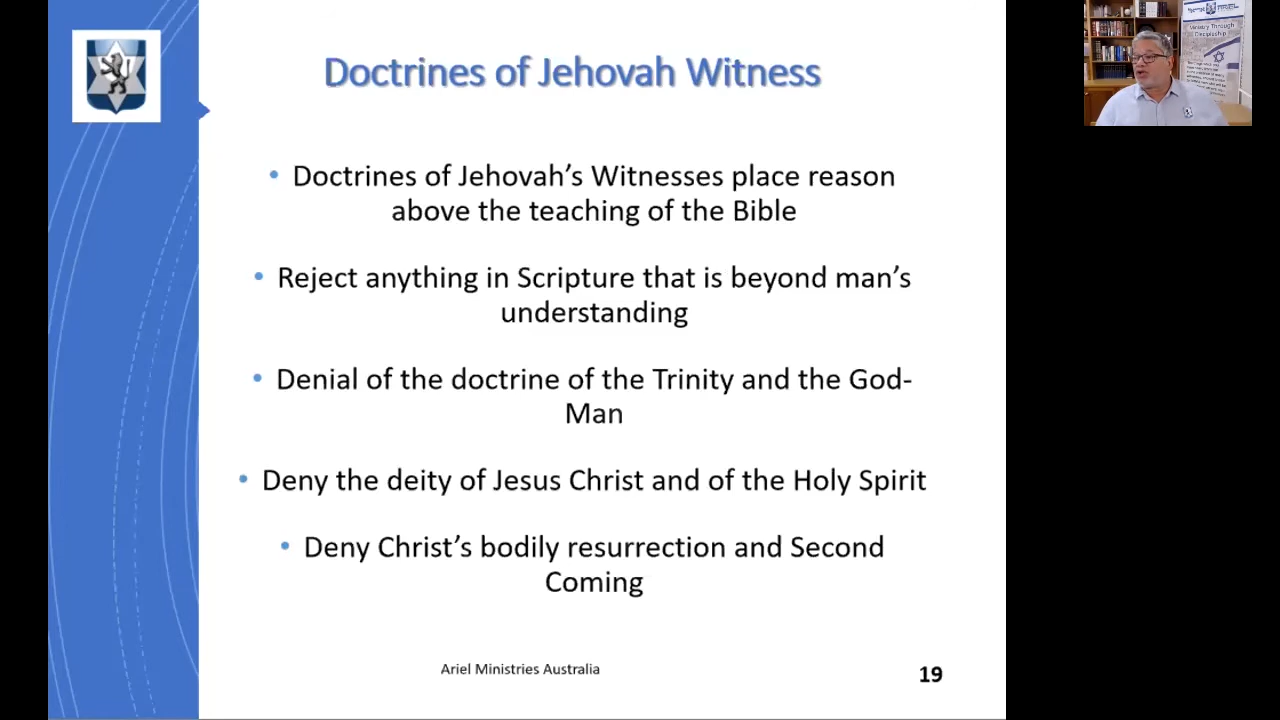 Doctrines of Jehovah Witness
• Doctrines of Jehovah’s Witnesses place reason
above the teaching of the Bible
• Reject anything in Scripture that is beyond man’s
understanding
• Denial of the doctrine of the Trinity and the God-
Man
• Deny the deity of Jesus Christ and of the Holy Spirit
• Deny Christ’s bodily resurrection and Second
Coming
Ariel Ministries Australia
19
Ministry Through
Discipleship